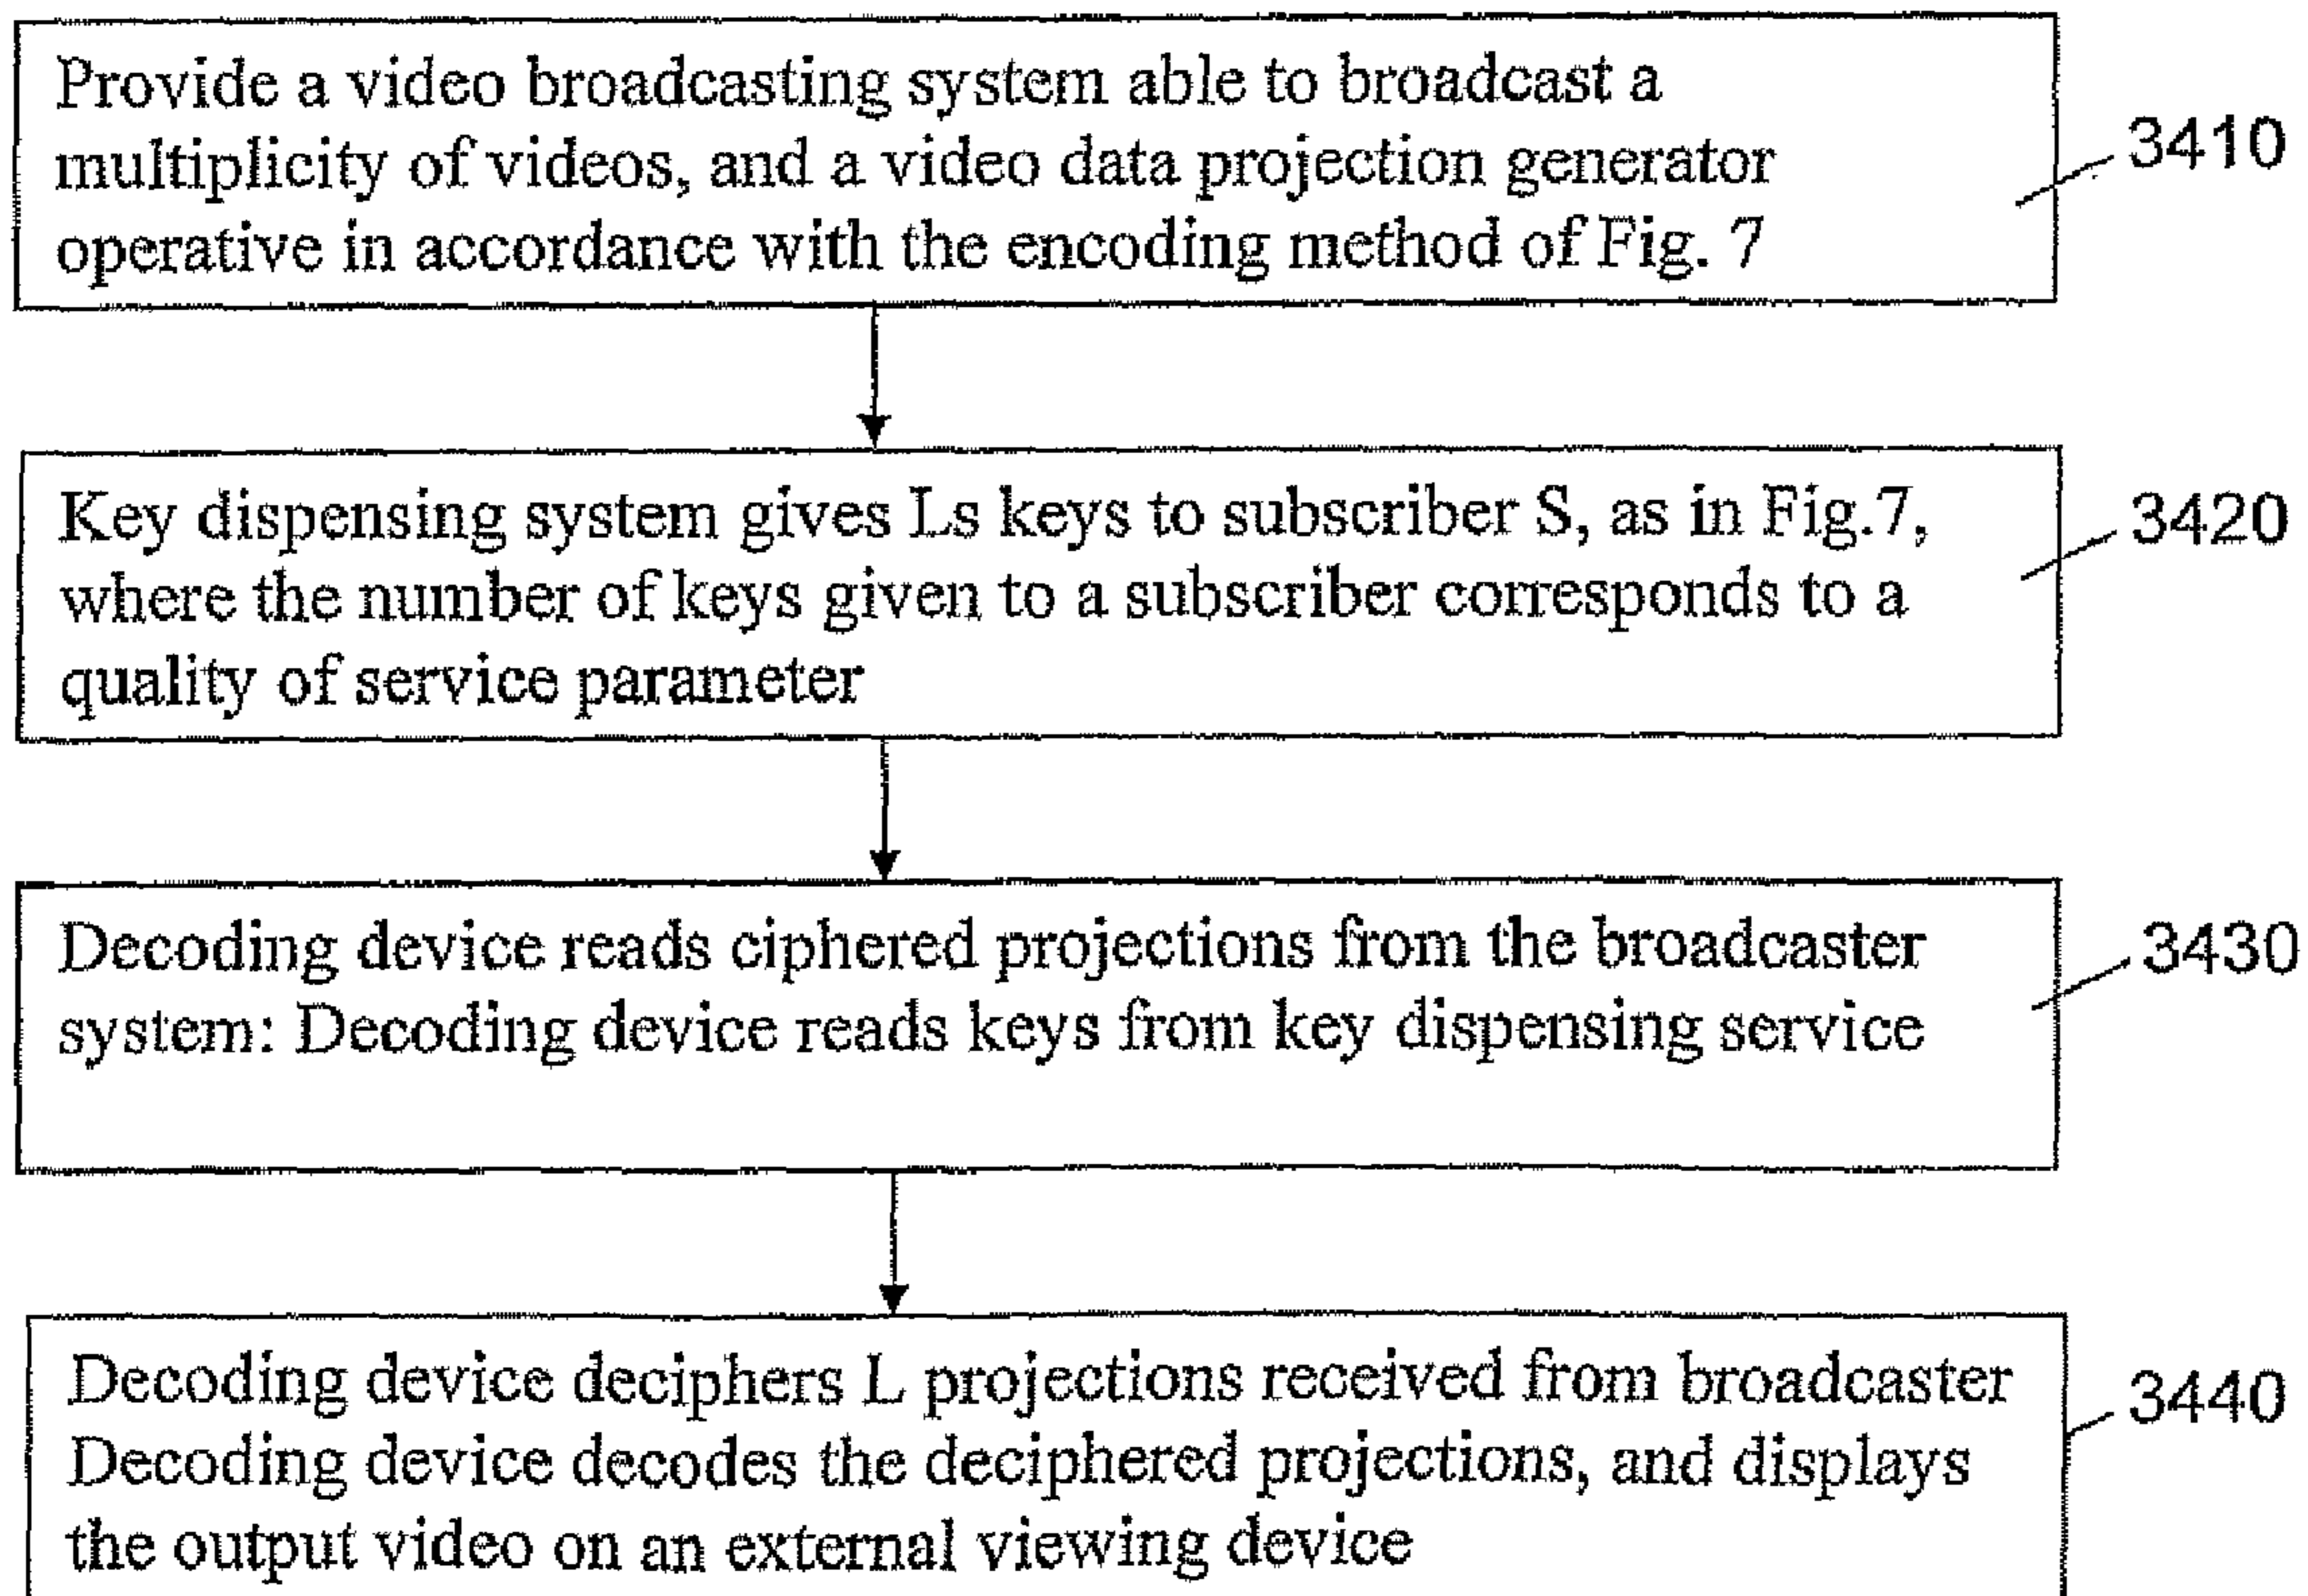 Provide a video broadcasting system able to broadcast a
multiplicity of videos, and a video data projection generator
operative in accordance with the encoding method of Fig. 7
3410
Key dispensing system gives Ls keys to subscriber S, as in Fig.7,
where the number of keys given to a subscriber corresponds to a
quality of service parameter
3420
Decoding device reads ciphered projections from the broadcaster
system: Decoding device reads keys from key dispensing service
3430
Decoding device deciphers L projections received from broadcaster
Decoding device decodes the deciphered projections, and displays
the output video on an external viewing device
3440